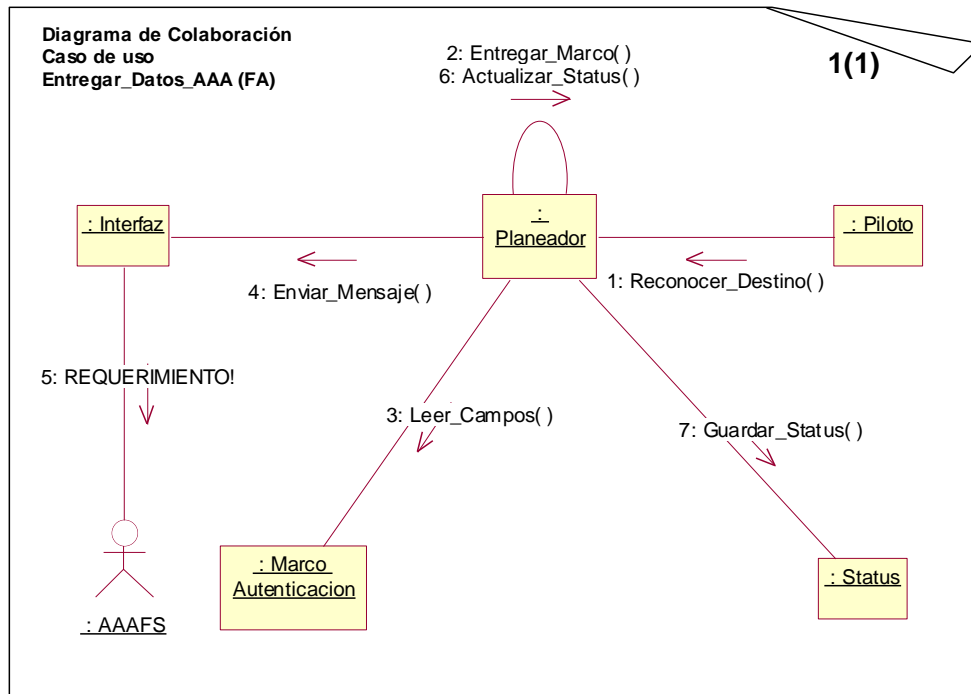 Diagrama de Colaboración
Caso de uso
Entregar_Datos_AAA (FA)
1(1)
2: Entregar_Marco( )
6: Actualizar_Status( )
: Interfaz
:
Planeador
: Piloto
4: Enviar_Mensaje( )
1: Reconocer_Destino( )
5: REQUERIMIENTO!
3: Leer_Campos( )
7: Guardar_Status( )
: Marco
Autenticacion
: Status
: AAAFS